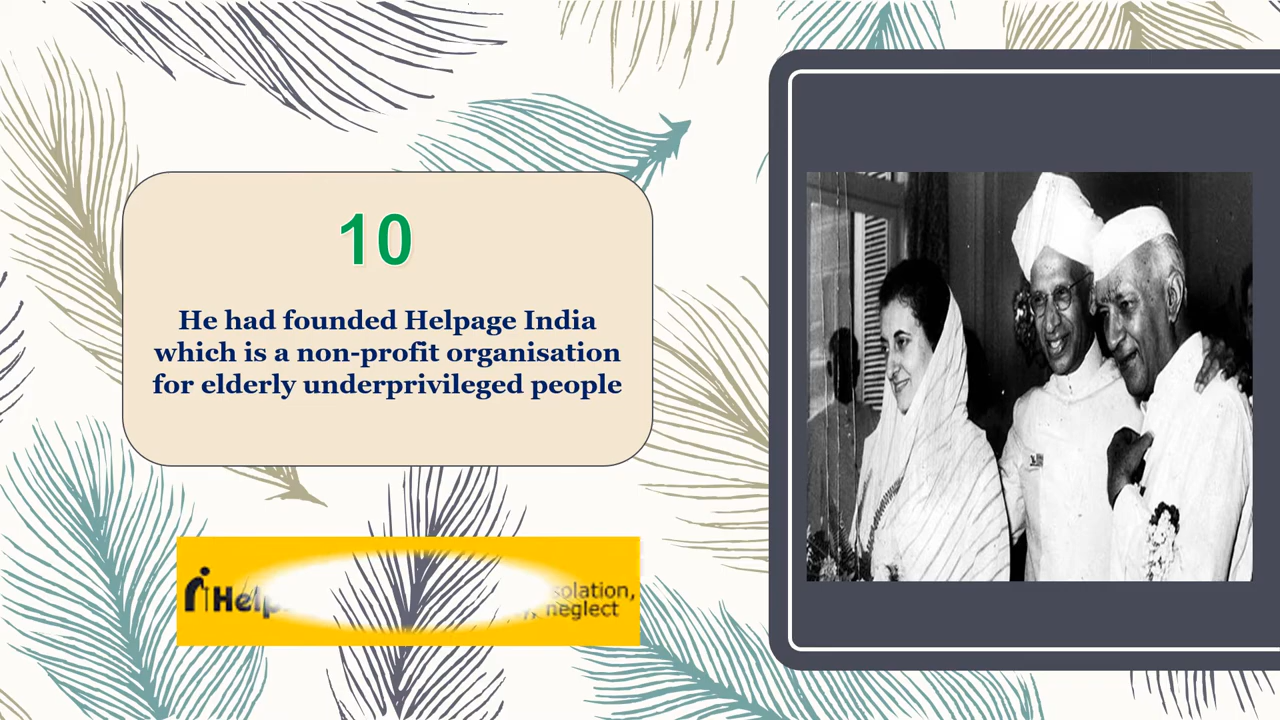 10
He had founded Helpage India
which is a non-profit organisation
for elderly underprivileged people
Help
solation,
neglect